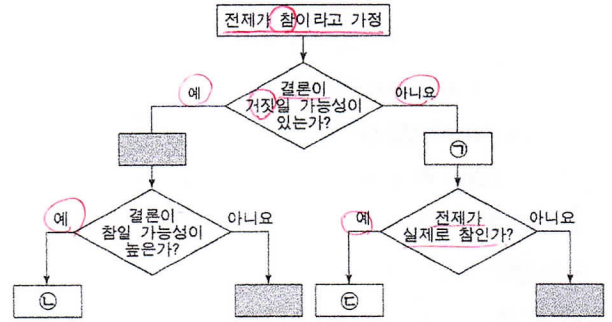 전제가 참이라고 가정
예
결론이
거짓일 가능성이
있는가?
아니요
㉠
예
결론이
참일 가능성이
높은가?
아니요
예
전제가
실제로 참인가?
아니요
㉡
㉢